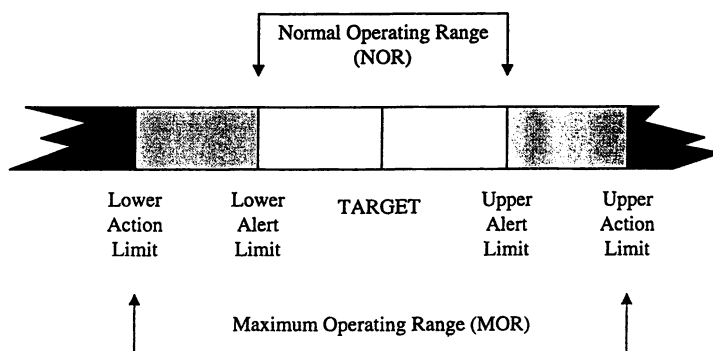 Normal Operating Range
(NOR)
Lower Action Limit
Lower Alert Limit
TARGET
Upper Alert Limit
Upper Action Limit
Maximum Operating Range (MOR)